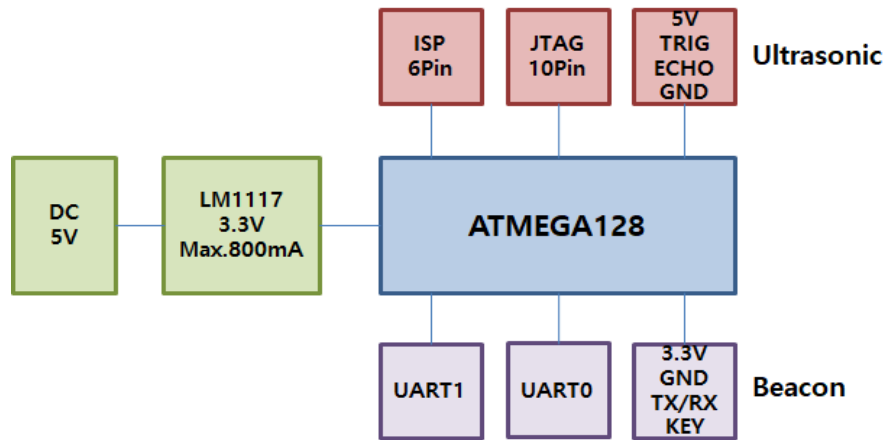 ISP
6Pin
JTAG
10Pin
5V
TRIG
ECHO
GND
Ultrasonic
DC
5V
LM1117
3.3V
Max.800mA
ATMEGA128
UART1
UART0
3.3V
GND
TX/RX
KEY
Beacon